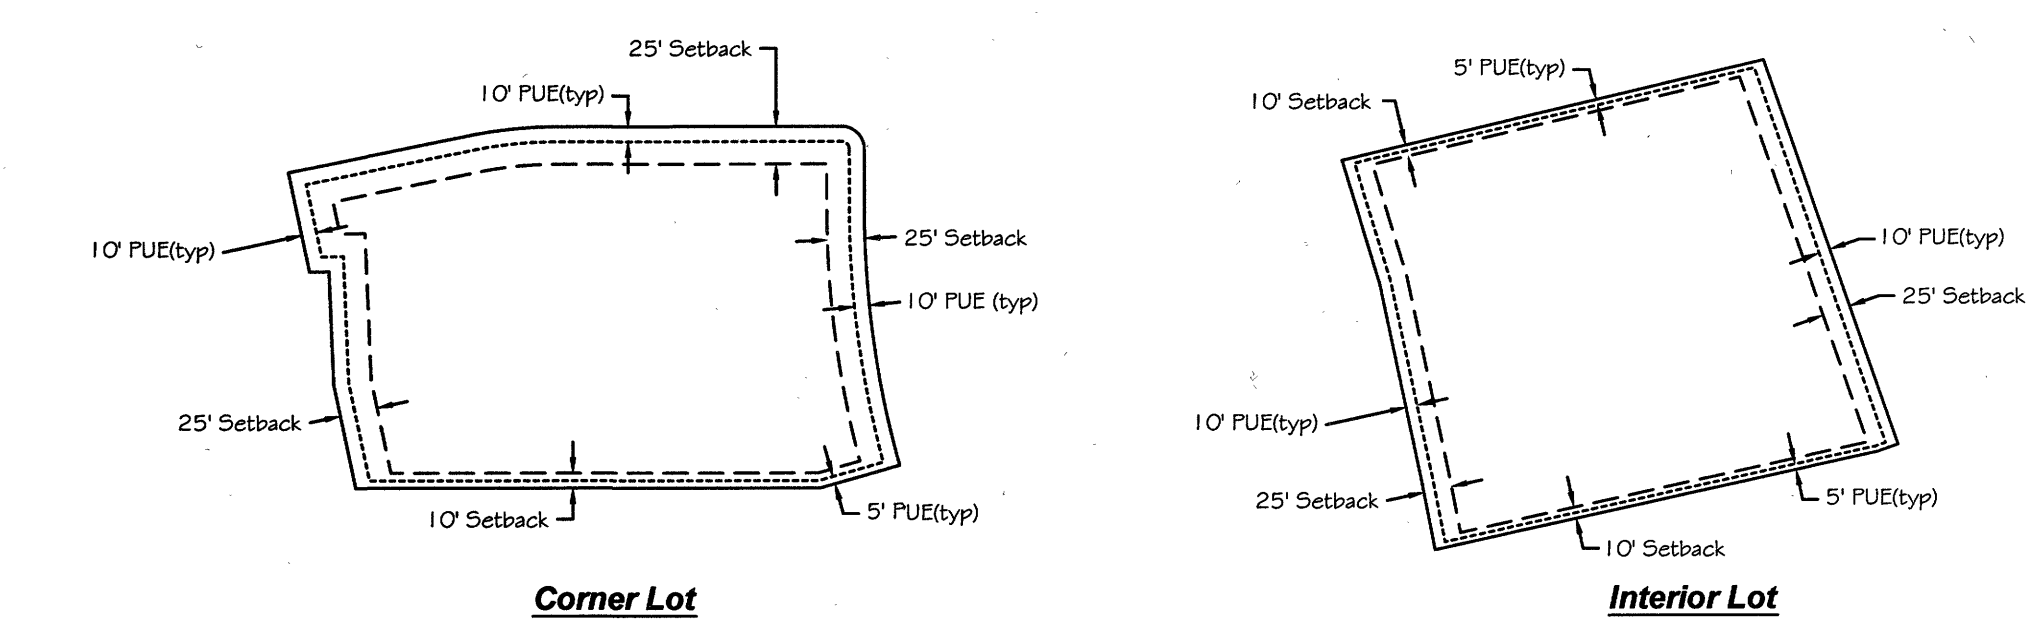 25' Setback
10' PUE(typ)
10' PUE(typ)
25' Setback
10' PUE (typ)
25' Setback
10' Setback
5' PUE(typ)
Corner Lot
5' PUE(typ)
10' Setback
10' PUE(typ)
25' Setback
10' PUE(typ)
25' Setback
5' PUE(typ)
10' Setback
Interior Lot